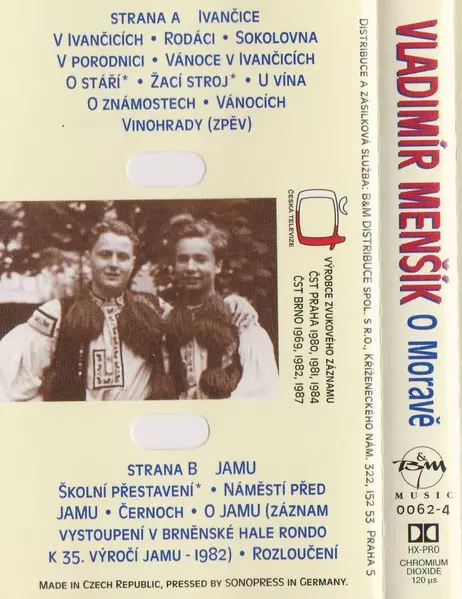 STRANA A IVANČICE
V IVANČICÍCH • RODÁCI • SOKOLOVNA
V PORODNICI • VÁNOCE V IVANČICÍCH
O STÁŘÍ* • ŽACÍ STROJ* • U VÍNA
O ZNÁMOSTECH • VÁNOCÍCH
VINOHRADY (ZPĚV)
ČESKÁ TELEVIZE
VÝROBCE ZVUKOVÉHO ZÁZNAMU
ČST PRAHA 1980, 1981, 1984
ČST BRNO 1969, 1982, 1987
STRANA B JAMU
ŠKOLNÍ PŘESTAVENÍ* • NÁMĚSTÍ PŘED
JAMU • ČERNOCH • O JAMU (ZÁZNAM
VYSTOUPENÍ V BRNĚNSKÉ HALE RONDO
K 35. VÝROČÍ JAMU - 1982) • ROZLOUČENÍ
MADE IN CZECH REPUBLIC, PRESSED BY SONOPRESS IN GERMANY.
DISTRIBUCE A ZÁSILKOVÁ SLUŽBA: B&M DISTRIBUCE SPOL. S R.O., KŘIŽENECKÉHO NÁM. 322, 152 53 PRAHA 5
VLADIMÍR MENŠÍK O MORAVĚ
B&M
MUSIC
0062-4
HX-PRO
CHROMIUM
DIOXIDE
120 µs